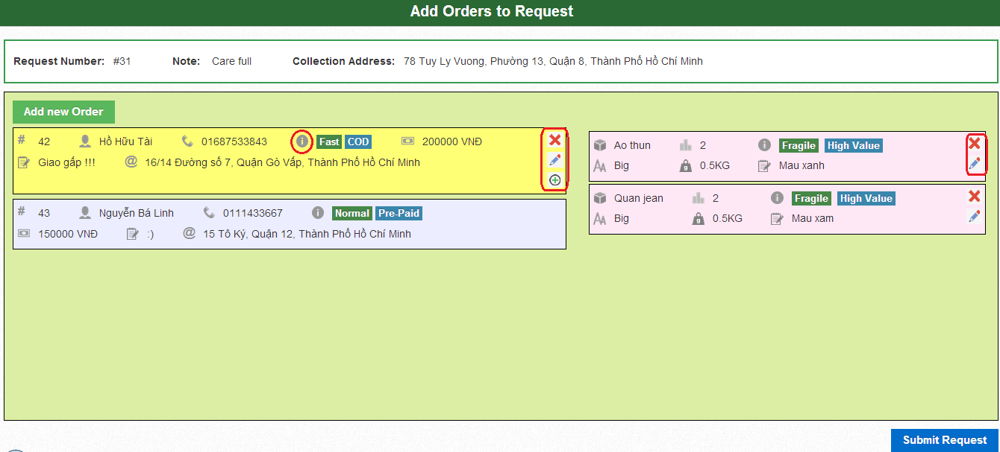 Add Orders to Request
Request Number: #31 Note: Care full Collection Address: 78 Tuy Ly Vuong, Phường 13, Quận 8, Thành Phố Hồ Chí Minh
Add new Order
# 42 Hồ Hữu Tài 01687533843 Fast COD 200000 VNĐ
Giao gấp !!! @ 16/14 Đường số 7, Quận Gò Vấp, Thành Phố Hồ Chí Minh
# 43 Nguyễn Bá Linh 0111433667 Normal Pre-Paid
150000 VNĐ :) @ 15 Tô Ký, Quận 12, Thành Phố Hồ Chí Minh
Ao thun 2 Fragile High Value
AA Big g 0.5KG Mau xanh
Quan jean 2 Fragile High Value
AA Big g 0.5KG Mau xam
Submit Request